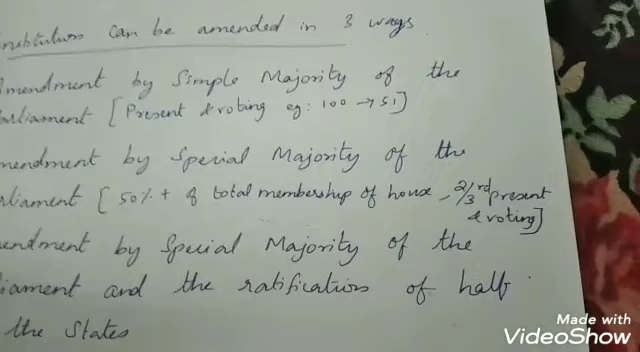 nstitution can be amended in 3 ways
mendment by Simple Majority of the
arliament [Present & voting eg: 100 → 51]
mendment by Special Majority of the
rliament [50% + of total membership of house, 2/3rd present
& voting]
endment by Special Majority of the
iament and the ratification of half
the States
Made with
VideoShow